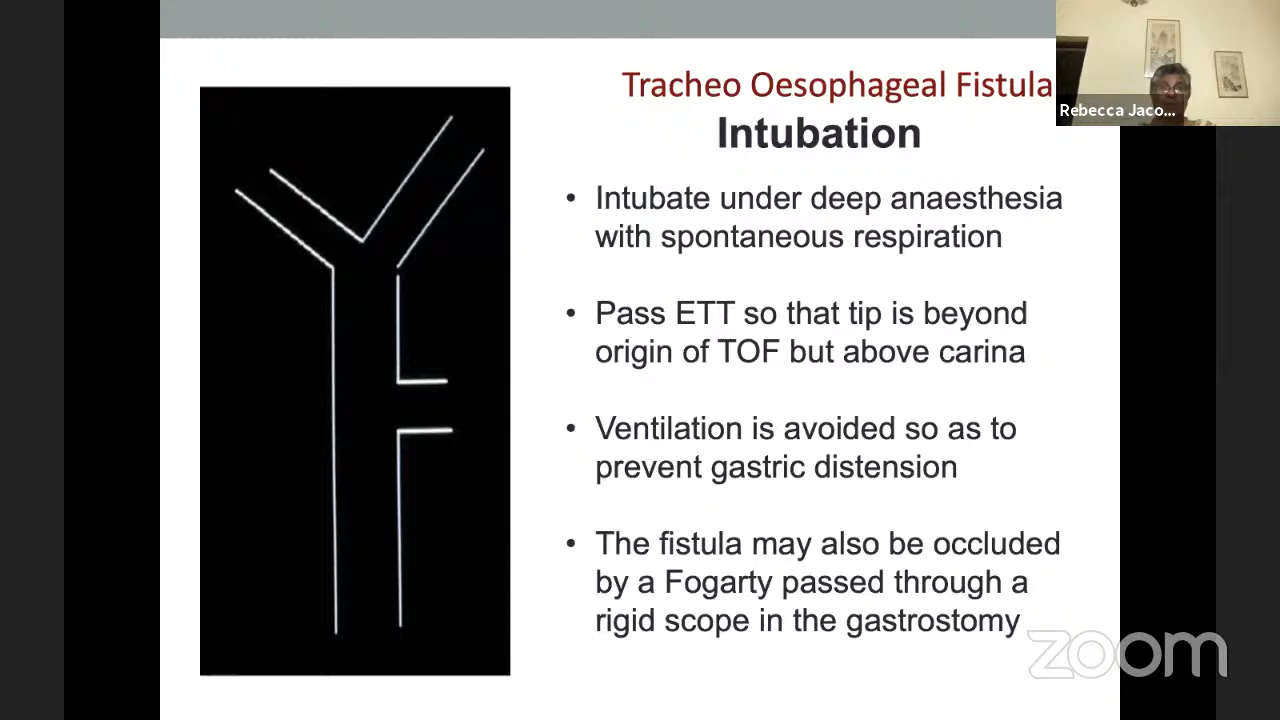 Tracheo Oesophageal Fistula
Rebecca Jaco...
Intubation
• Intubate under deep anaesthesia
with spontaneous respiration
• Pass ETT so that tip is beyond
origin of TOF but above carina
• Ventilation is avoided so as to
prevent gastric distension
• The fistula may also be occluded
by a Fogarty passed through a
rigid scope in the gastrostomy
zoom